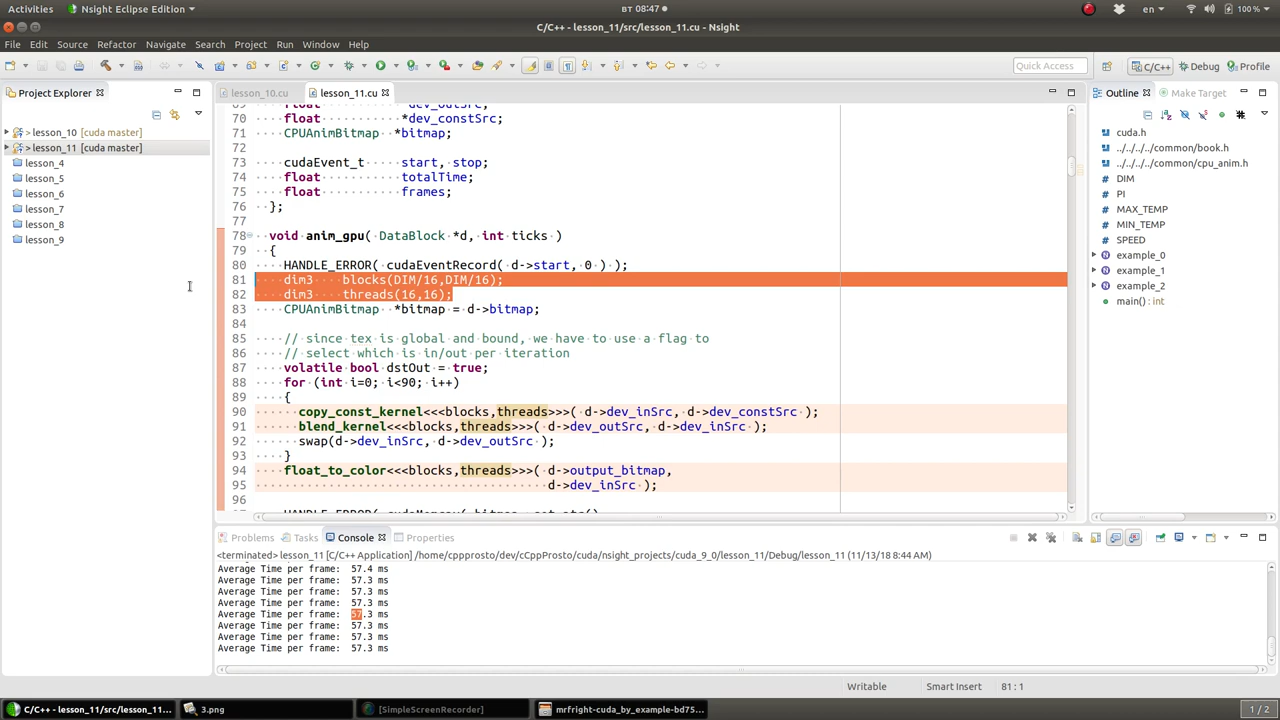 Activities Nsight Eclipse Edition вт 08:47 en 100 %
C/C++ - lesson_11/src/lesson_11.cu - Nsight
File Edit Source Refactor Navigate Search Project Run Window Help
Quick Access C/C++ Debug Profile
Project Explorer
> lesson_10 [cuda master]
> lesson_11 [cuda master]
lesson_4
lesson_5
lesson_6
lesson_7
lesson_8
lesson_9
lesson_10.cu lesson_11.cu
69 float *dev_outSrc;
70 float *dev_constSrc;
71 CPUAnimBitmap *bitmap;
72
73 cudaEvent_t start, stop;
74 float totalTime;
75 float frames;
76 };
77
78 void anim_gpu( DataBlock *d, int ticks )
79 {
80 HANDLE_ERROR( cudaEventRecord( d->start, 0 ) );
81 dim3 blocks(DIM/16,DIM/16);
82 dim3 threads(16,16);
83 CPUAnimBitmap *bitmap = d->bitmap;
84
85 // since tex is global and bound, we have to use a flag to
86 // select which is in/out per iteration
87 volatile bool dstOut = true;
88 for (int i=0; i<90; i++)
89 {
90 copy_const_kernel<<<blocks,threads>>>( d->dev_inSrc, d->dev_constSrc );
91 blend_kernel<<<blocks,threads>>>( d->dev_outSrc, d->dev_inSrc );
92 swap(d->dev_inSrc, d->dev_outSrc );
93 }
94 float_to_color<<<blocks,threads>>>( d->output_bitmap,
95 d->dev_inSrc );
96
Outline Make Target
cuda.h
../../../../common/book.h
../../../../common/cpu_anim.h
DIM
PI
MAX_TEMP
MIN_TEMP
SPEED
example_0
example_1
example_2
main() : int
Problems Tasks Console Properties
<terminated> lesson_11 [C/C++ Application] /home/cppprosto/dev/cCppProsto/cuda/nsight_projects/cuda_9_0/lesson_11/Debug/lesson_11 (11/13/18 8:44 AM)
Average Time per frame: 57.4 ms
Average Time per frame: 57.3 ms
Average Time per frame: 57.3 ms
Average Time per frame: 57.3 ms
Average Time per frame: 57.3 ms
Average Time per frame: 57.3 ms
Average Time per frame: 57.3 ms
Average Time per frame: 57.3 ms
Writable Smart Insert 81 : 1
C/C++ - lesson_11/src/lesson_11... 3.png [SimpleScreenRecorder] mrfright-cuda_by_example-bd75... 1 / 2